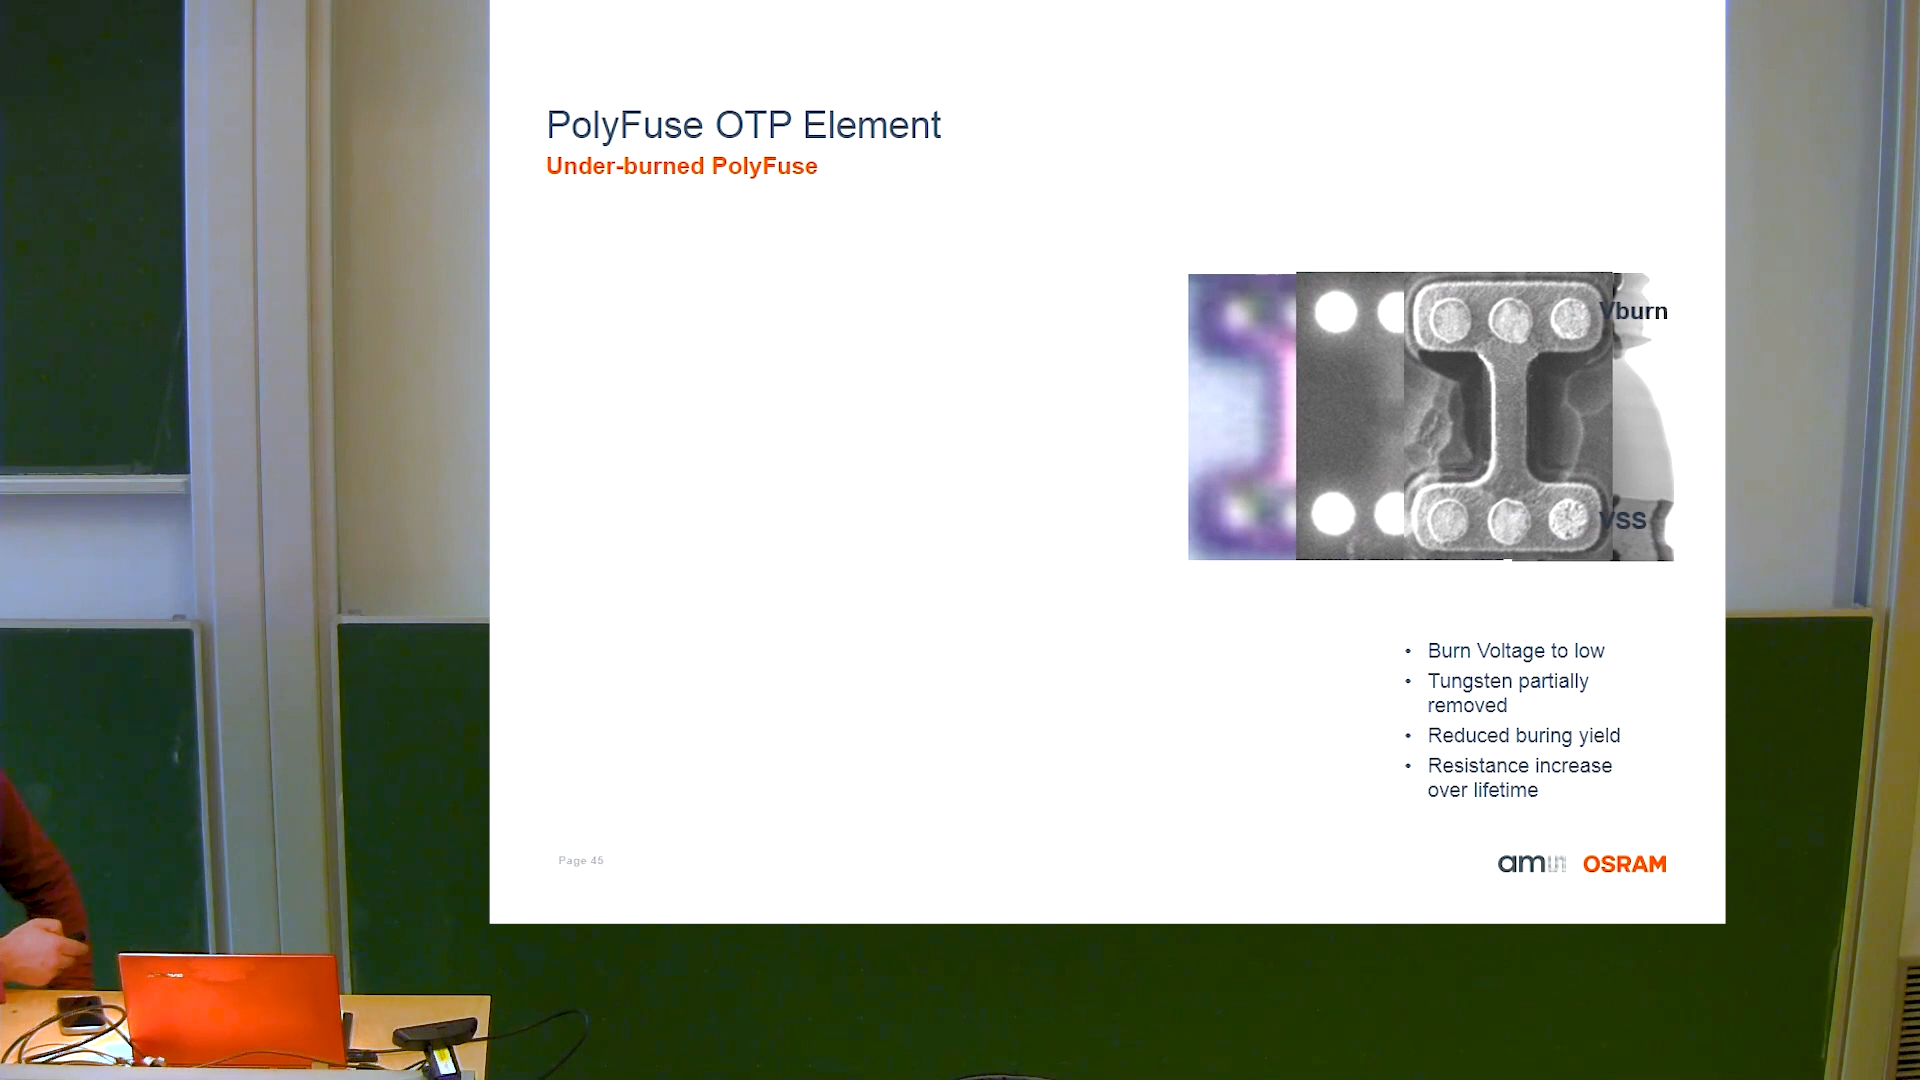 PolyFuse OTP Element
Under-burned PolyFuse
Vburn
VSS
• Burn Voltage to low
• Tungsten partially
removed
• Reduced buring yield
• Resistance increase
over lifetime
Page 45
am OSRAM